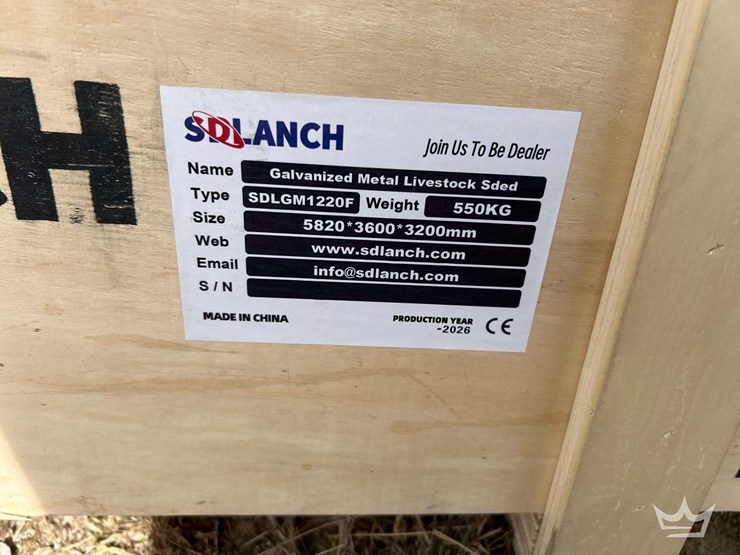 CH
SDLANCH
Join Us To Be Dealer
Name Galvanized Metal Livestock Sded
Type SDLGM1220F Weight 550KG
Size 5820*3600*3200mm
Web www.sdlanch.com
Email info@sdlanch.com
S / N
MADE IN CHINA
PRODUCTION YEAR
-2026 CE